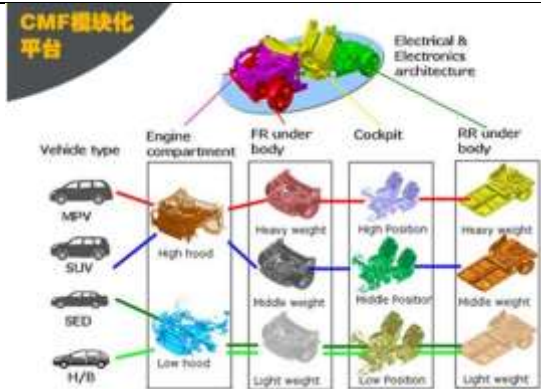 CMF模块化
平台
Electrical &
Electronics
architecture
Vehicle type
Engine
compartment
FR under
body
Cockpit
RR under
body
MPV
SUV
SED
H/B
High hood
Low hood
Heavy weight
Middle weight
Light weight
High Position
Middle Position
Low Position
Heavy weight
Middle weight
Light weight